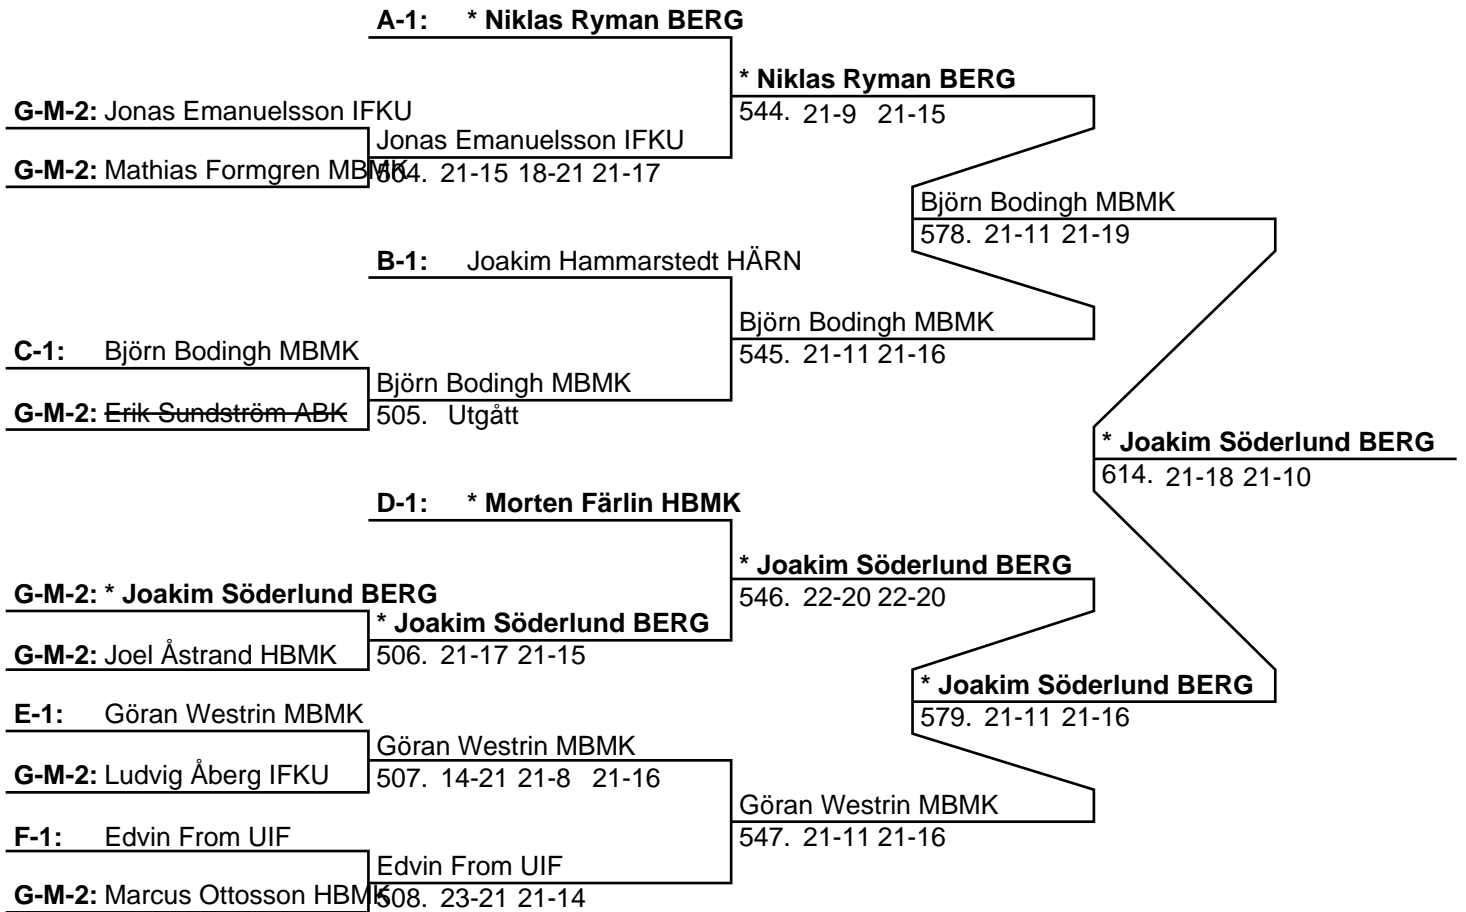 A-1: * Niklas Ryman BERG
* Niklas Ryman BERG
544. 21-9 21-15
G-M-2: Jonas Emanuelsson IFKU
Jonas Emanuelsson IFKU
504. 21-15 18-21 21-17
G-M-2: Mathias Formgren MBMK
Björn Bodingh MBMK
578. 21-11 21-19
B-1: Joakim Hammarstedt HÄRN
Björn Bodingh MBMK
545. 21-11 21-16
C-1: Björn Bodingh MBMK
Björn Bodingh MBMK
505. Utgått
G-M-2: Erik Sundström ABK
* Joakim Söderlund BERG
614. 21-18 21-10
D-1: * Morten Färlin HBMK
* Joakim Söderlund BERG
546. 22-20 22-20
G-M-2: * Joakim Söderlund BERG
* Joakim Söderlund BERG
506. 21-17 21-15
G-M-2: Joel Åstrand HBMK
* Joakim Söderlund BERG
579. 21-11 21-16
E-1: Göran Westrin MBMK
Göran Westrin MBMK
507. 14-21 21-8 21-16
G-M-2: Ludvig Åberg IFKU
Göran Westrin MBMK
547. 21-11 21-16
F-1: Edvin From UIF
Edvin From UIF
508. 23-21 21-14
G-M-2: Marcus Ottosson HBMK